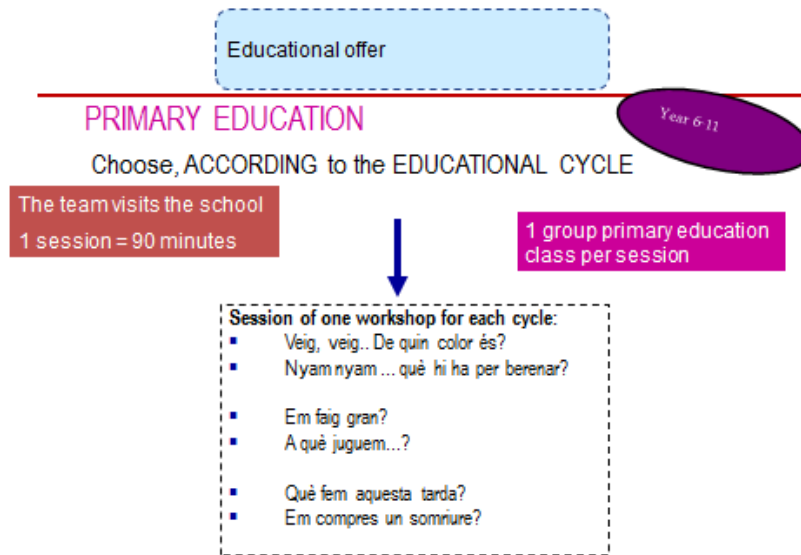 Educational offer
PRIMARY EDUCATION
Year 6-11
Choose, ACCORDING to the EDUCATIONAL CYCLE
The team visits the school
1 session = 90 minutes
1 group primary education
class per session
Session of one workshop for each cycle:
Veig, veig.. De quin color és?
Nyam nyam ... què hi ha per berenar?
Em faig gran?
A què juguem...?
Què fem aquesta tarda?
Em compres un somriure?